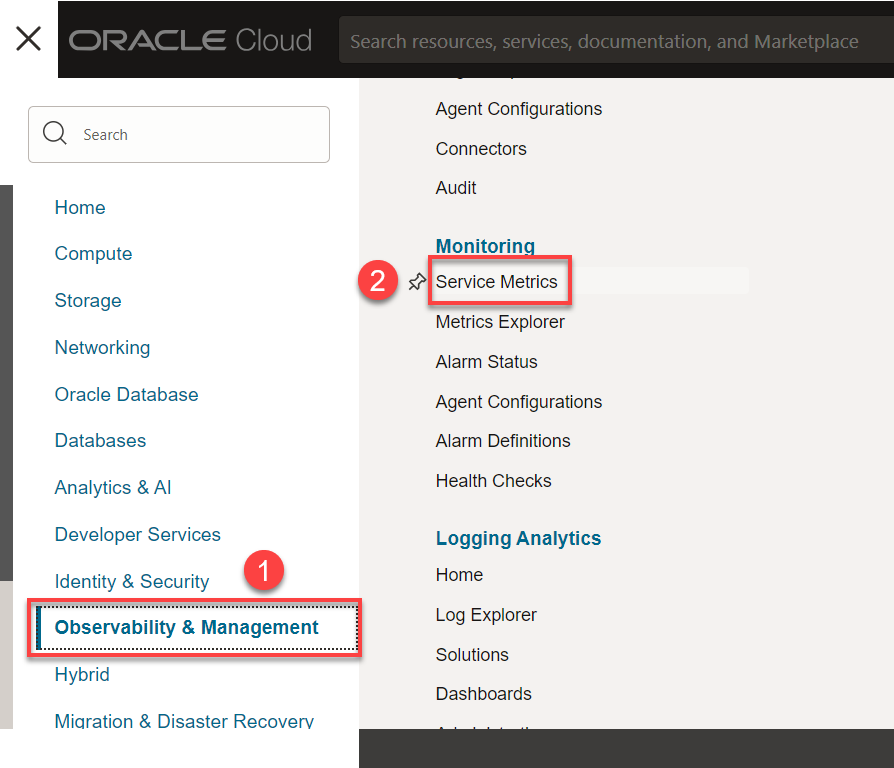 ORACLE Cloud
Search resources, services, documentation, and Marketplace
Search
Home
Compute
Storage
Networking
Oracle Database
Databases
Analytics & AI
Developer Services
Identity & Security
1
Observability & Management
Hybrid
Migration & Disaster Recovery
Agent Configurations
Connectors
Audit
Monitoring
2
Service Metrics
Metrics Explorer
Alarm Status
Agent Configurations
Alarm Definitions
Health Checks
Logging Analytics
Home
Log Explorer
Solutions
Dashboards